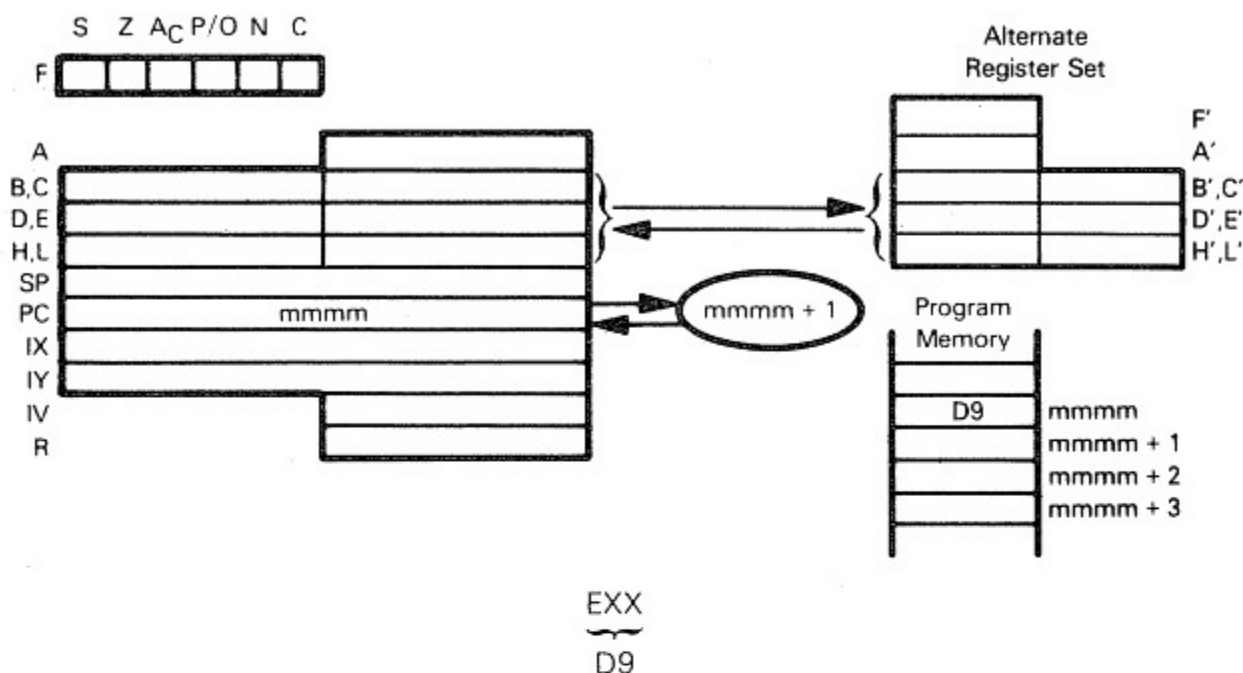 S Z AC P/O N C
F
Alternate
Register Set
F'
A
A'
B,C
B',C'
D,E
D',E'
H,L
H',L'
SP
PC mmmm mmmm + 1
Program
Memory
IX
IY
IV
D9 mmmm
R
mmmm + 1
mmmm + 2
mmmm + 3
EXX
D9